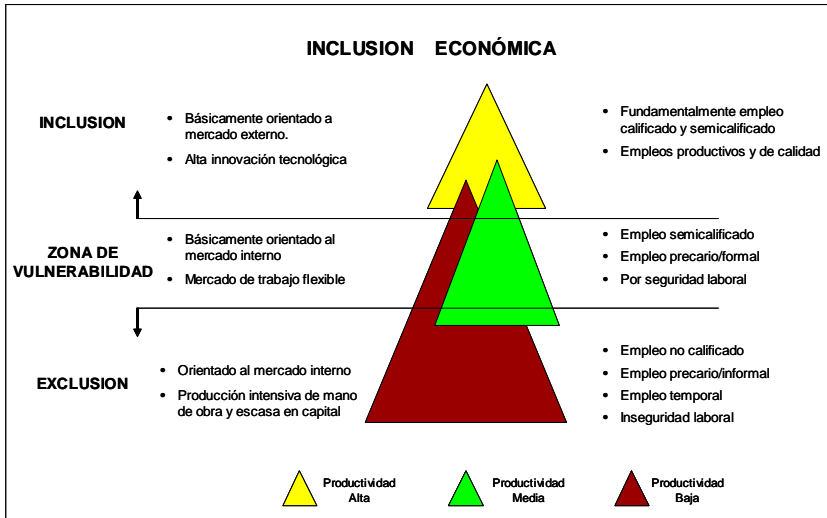 INCLUSION ECONÓMICA
INCLUSION
• Básicamente orientado a
mercado externo.
• Alta innovación tecnológica
• Fundamentalmente empleo
calificado y semicalificado
• Empleos productivos y de calidad
ZONA DE
VULNERABILIDAD
• Básicamente orientado al
mercado interno
• Mercado de trabajo flexible
• Empleo semicalificado
• Empleo precario/formal
• Por seguridad laboral
EXCLUSION
• Orientado al mercado interno
• Producción intensiva de mano
de obra y escasa en capital
• Empleo no calificado
• Empleo precario/informal
• Empleo temporal
• Inseguridad laboral
Productividad
Alta
Productividad
Media
Productividad
Baja